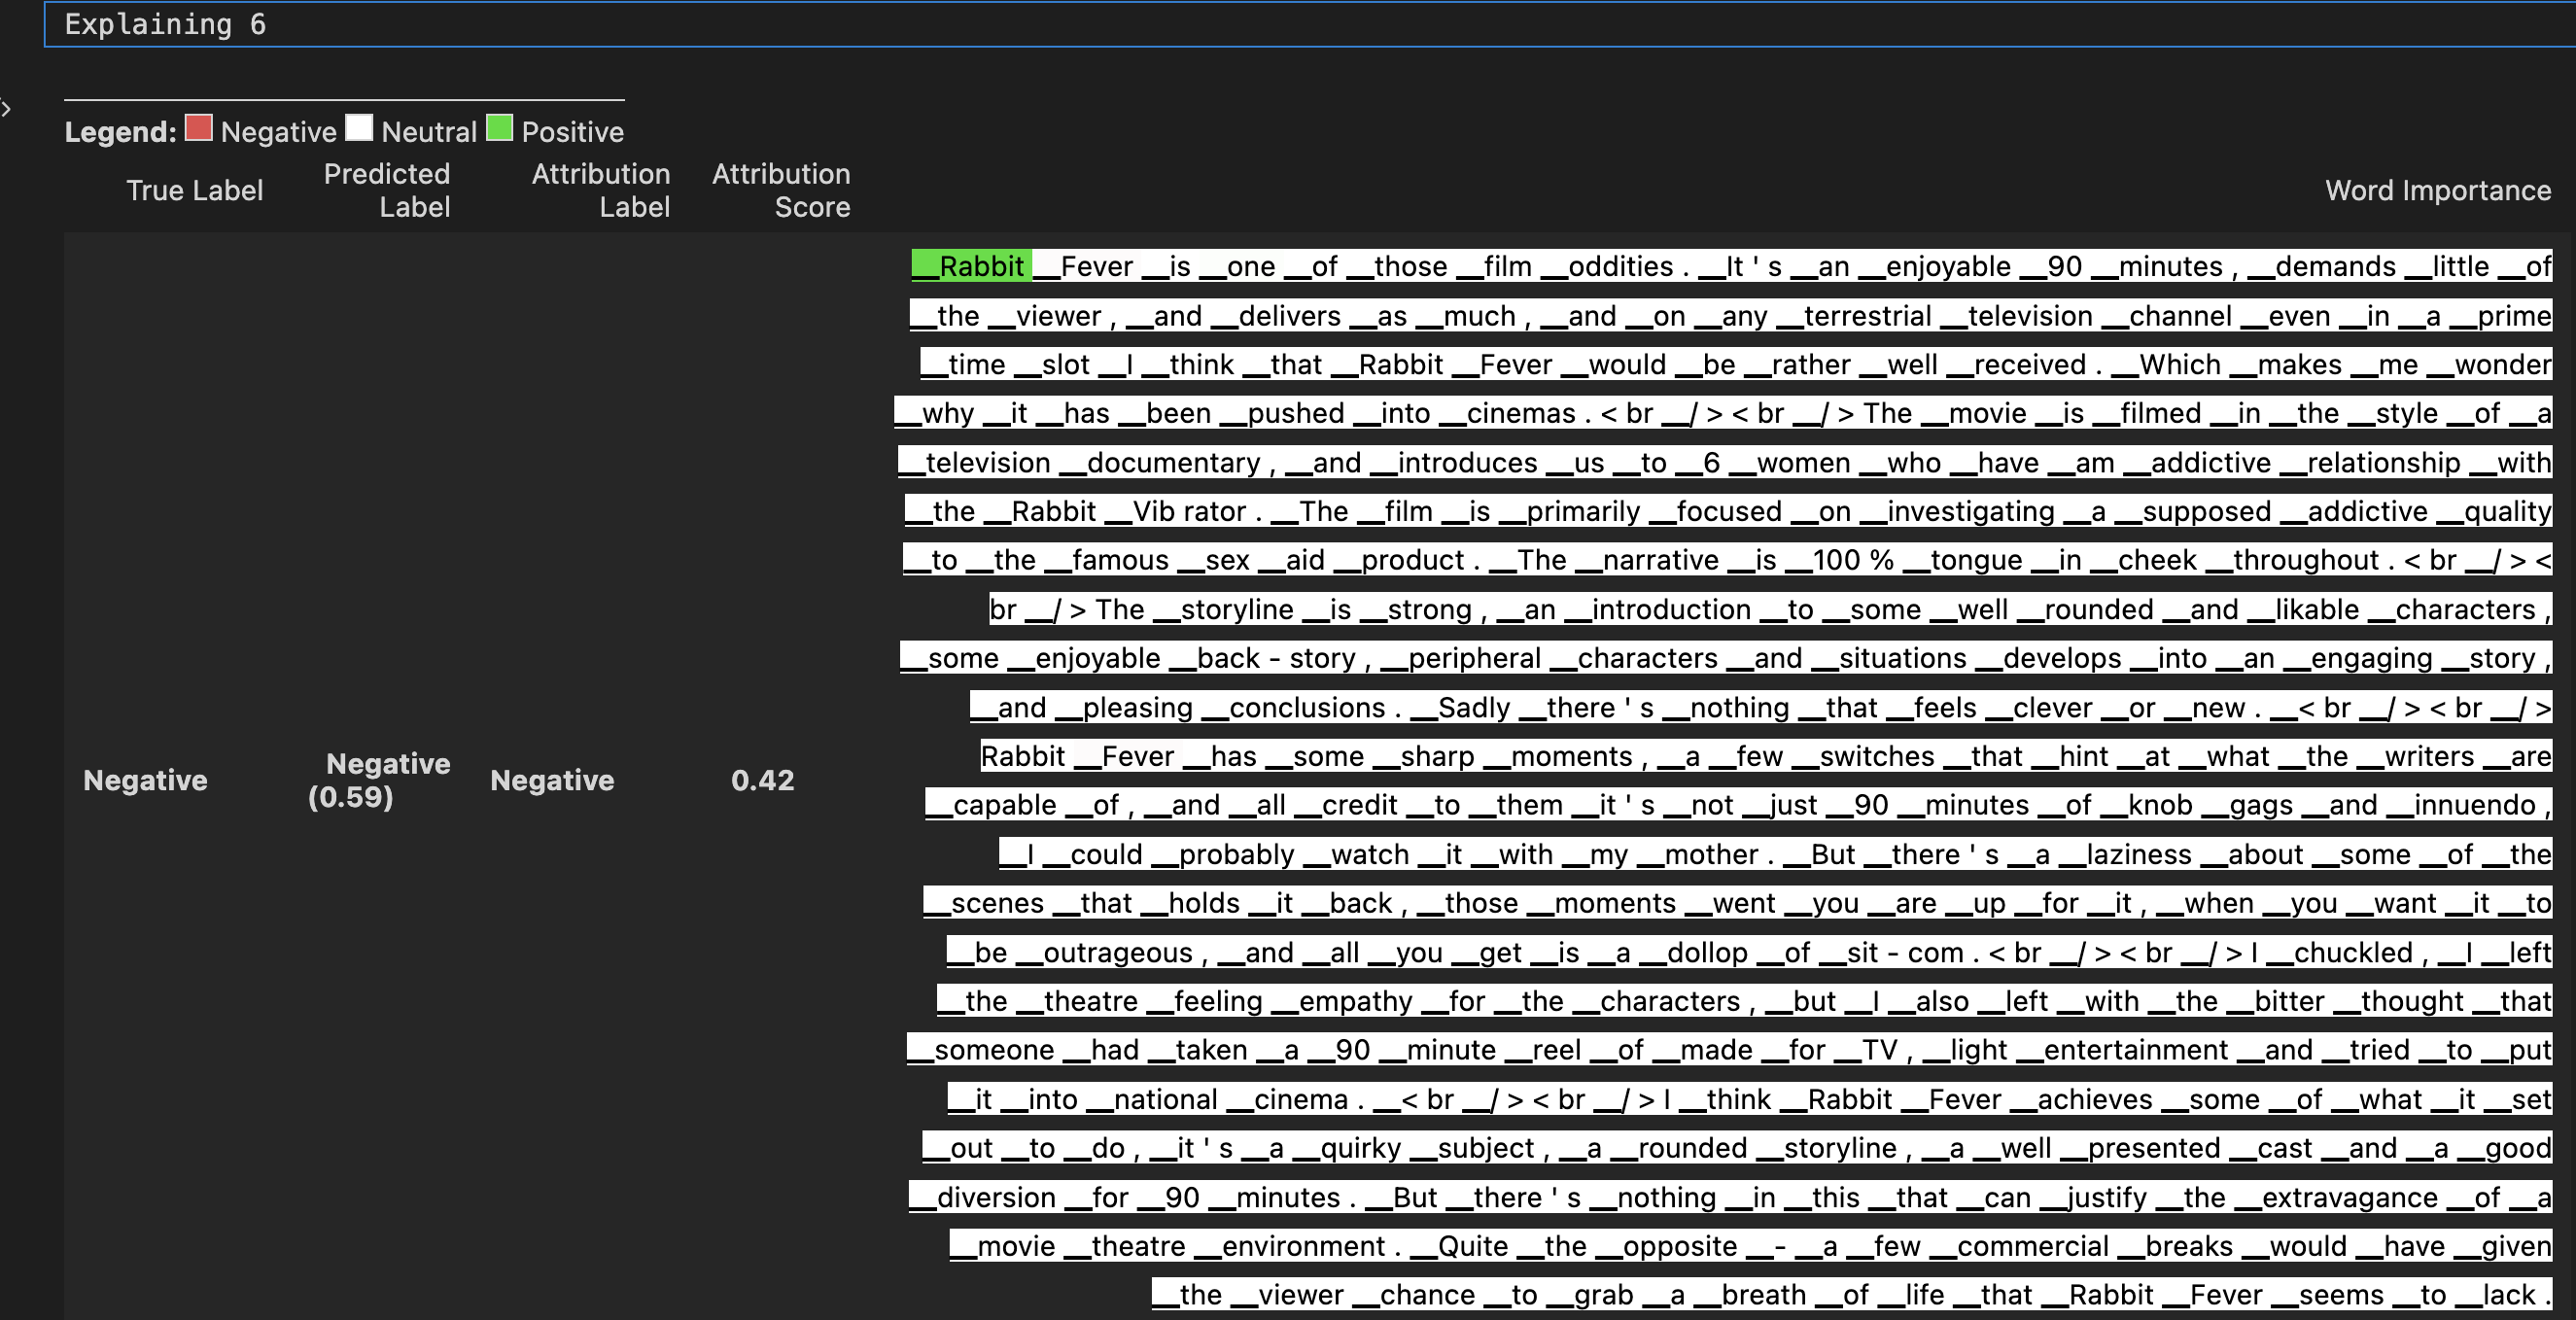 Explaining 6
Legend: Negative Neutral Positive
True Label Predicted Label Attribution Label Attribution Score Word Importance
Negative Negative (0.59) Negative 0.42
__Rabbit __Fever __is __one __of __those __film __oddities . __It ' s __an __enjoyable __90 __minutes , __demands __little __of
__the __viewer , __and __delivers __as __much , __and __on __any __terrestrial __television __channel __even __in __a __prime
__time __slot __I __think __that __Rabbit __Fever __would __be __rather __well __received . __Which __makes __me __wonder
__why __it __has __been __pushed __into __cinemas . < br __/ > < br __/ > The __movie __is __filmed __in __the __style __of __a
__television __documentary , __and __introduces __us __to __6 __women __who __have __am __addictive __relationship __with
__the __Rabbit __Vib rator . __The __film __is __primarily __focused __on __investigating __a __supposed __addictive __quality
__to __the __famous __sex __aid __product . __The __narrative __is __100 % __tongue __in __cheek __throughout . < br __/ > <
br __/ > The __storyline __is __strong , __an __introduction __to __some __well __rounded __and __likable __characters ,
__some __enjoyable __back - story , __peripheral __characters __and __situations __develops __into __an __engaging __story ,
__and __pleasing __conclusions . __Sadly __there ' s __nothing __that __feels __clever __or __new . __< br __/ > < br __/ >
Rabbit __Fever __has __some __sharp __moments , __a __few __switches __that __hint __at __what __the __writers __are
__capable __of , __and __all __credit __to __them __it ' s __not __just __90 __minutes __of __knob __gags __and __innuendo ,
__I __could __probably __watch __it __with __my __mother . __But __there ' s __a __laziness __about __some __of __the
__scenes __that __holds __it __back , __those __moments __went __you __are __up __for __it , __when __you __want __it __to
__be __outrageous , __and __all __you __get __is __a __dollop __of __sit - com . < br __/ > < br __/ > I __chuckled , __I __left
__the __theatre __feeling __empathy __for __the __characters , __but __I __also __left __with __the __bitter __thought __that
__someone __had __taken __a __90 __minute __reel __of __made __for __TV , __light __entertainment __and __tried __to __put
__it __into __national __cinema . __< br __/ > < br __/ > I __think __Rabbit __Fever __achieves __some __of __what __it __set
__out __to __do , __it ' s __a __quirky __subject , __a __rounded __storyline , __a __well __presented __cast __and __a __good
__diversion __for __90 __minutes . __But __there ' s __nothing __in __this __that __can __justify __the __extravagance __of __a
__movie __theatre __environment . __Quite __the __opposite __- __a __few __commercial __breaks __would __have __given
__the __viewer __chance __to __grab __a __breath __of __life __that __Rabbit __Fever __seems __to __lack .